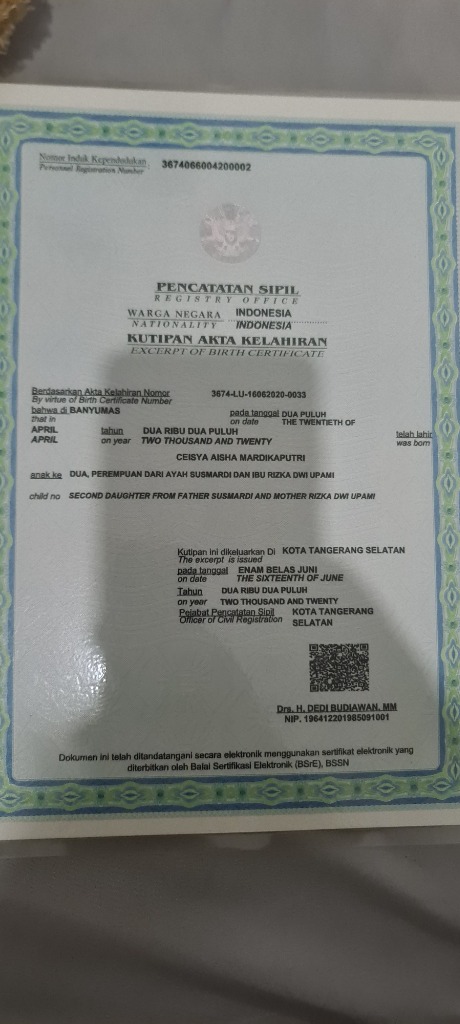 Nomor Induk Kependudukan 3674066004200002
Personnel Registration Number
PENCATATAN SIPIL
REGISTRY OFFICE
WARGA NEGARA INDONESIA
NATIONALITY INDONESIA
KUTIPAN AKTA KELAHIRAN
EXCERPT OF BIRTH CERTIFICATE
Berdasarkan Akta Kelahiran Nomor 3674-LU-16062020-0033
By virtue of Birth Certificate Number
bahwa di BANYUMAS pada tanggal DUA PULUH
that in on date THE TWENTIETH OF
APRIL tahun DUA RIBU DUA PULUH telah lahir
APRIL on year TWO THOUSAND AND TWENTY was born
CEISYA AISHA MARDIKAPUTRI
anak ke DUA, PEREMPUAN DARI AYAH SUSMARDI DAN IBU RIZKA DWI UPAMI
child no SECOND DAUGHTER FROM FATHER SUSMARDI AND MOTHER RIZKA DWI UPAMI
Kutipan ini dikeluarkan Di KOTA TANGERANG SELATAN
The excerpt is issued
pada tanggal ENAM BELAS JUNI
on date THE SIXTEENTH OF JUNE
Tahun DUA RIBU DUA PULUH
on year TWO THOUSAND AND TWENTY
Pejabat Pencatatan Sipil KOTA TANGERANG
Officer of Civil Registration SELATAN
Drs. H. DEDI BUDIAWAN, MM
NIP. 196412201985091001
Dokumen ini telah ditandatangani secara elektronik menggunakan sertifikat elektronik yang
diterbitkan oleh Balai Sertifikasi Elektronik (BSrE), BSSN